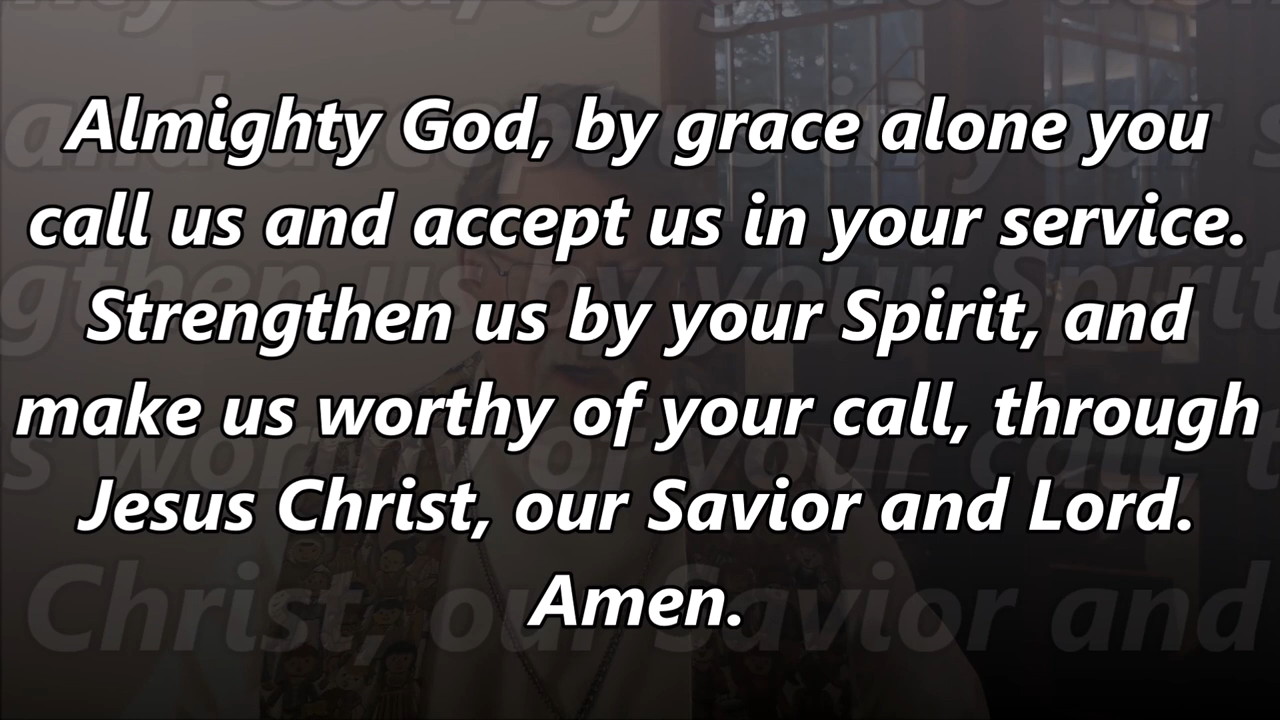 Almighty God, by grace alone you
call us and accept us in your service.
Strengthen us by your Spirit, and
make us worthy of your call, through
Jesus Christ, our Savior and Lord.
Amen.